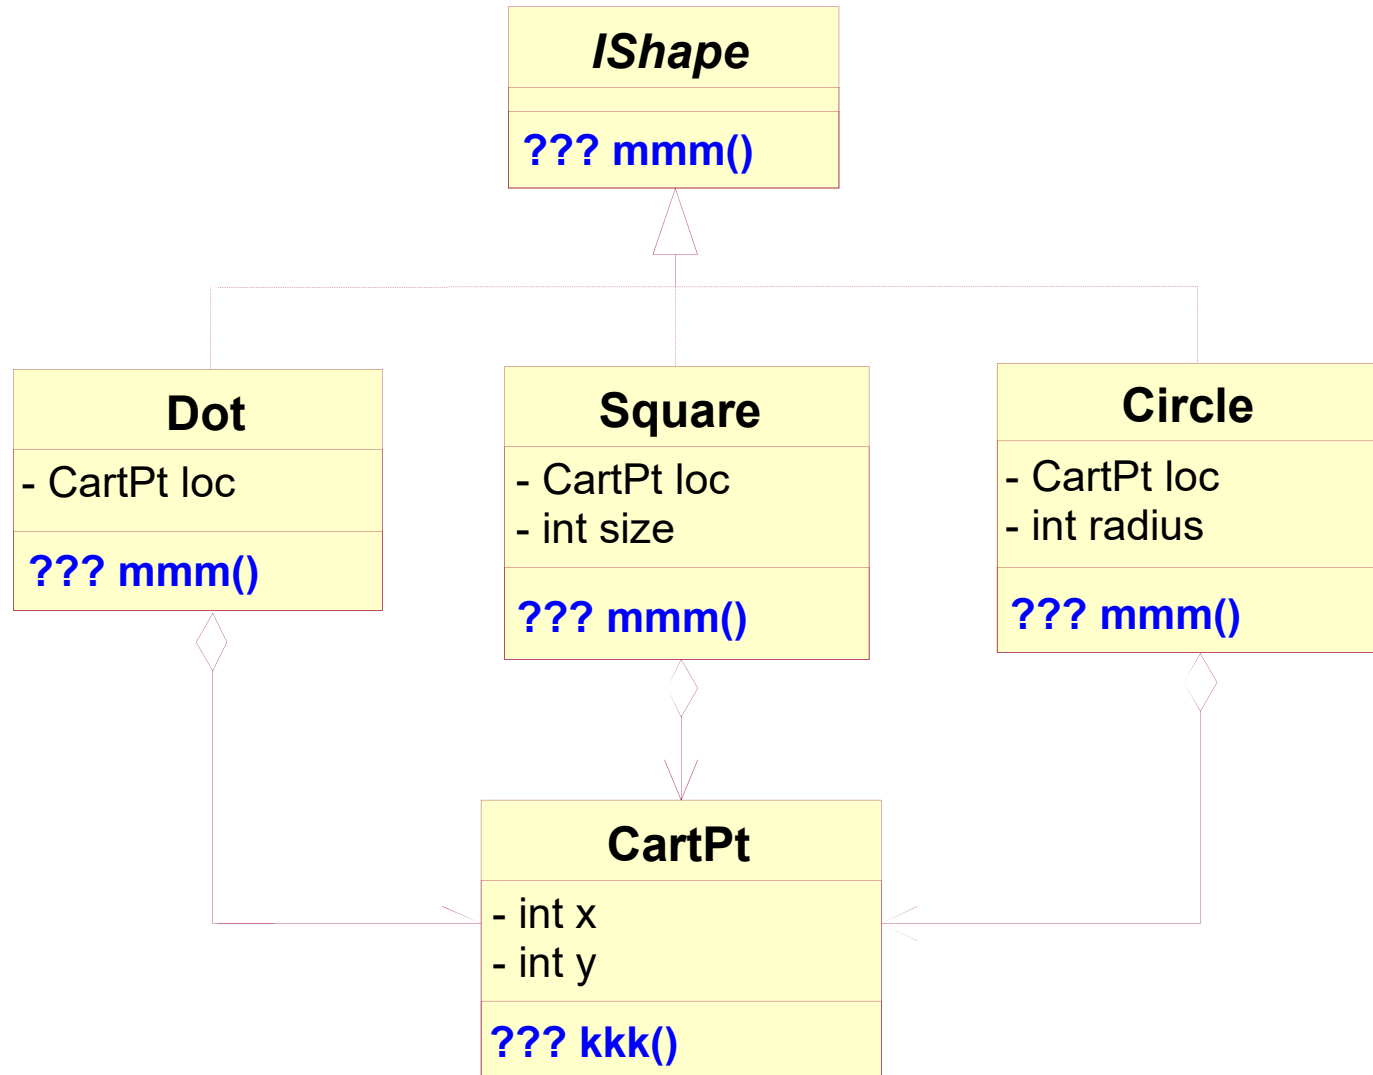 IShape
??? mmm()
Dot
- CartPt loc
??? mmm()
Square
- CartPt loc
- int size
??? mmm()
Circle
- CartPt loc
- int radius
??? mmm()
CartPt
- int x
- int y
??? kkk()